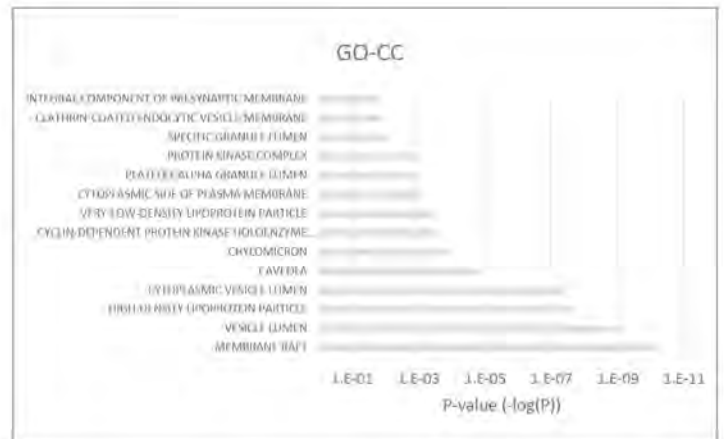 GO-CC
INTEGRAL COMPONENT OF PRESYNAPTIC MEMBRANE
CLATHRIN-COATED ENDOCYTIC VESICLE MEMBRANE
SPECIFIC GRANULE LUMEN
PROTEIN KINASE COMPLEX
PLATELET ALPHA GRANULE LUMEN
CYTOPLASMIC SIDE OF PLASMA MEMBRANE
VERY-LOW-DENSITY LIPOPROTEIN PARTICLE
CYCLIN-DEPENDENT PROTEIN KINASE HOLOENZYME...
CHYLOMICRON
CAVEOLA
CYTOPLASMIC VESICLE LUMEN
HIGH-DENSITY LIPOPROTEIN PARTICLE
VESICLE LUMEN
MEMBRANE RAFT
1.E-01 1.E-03 1.E-05 1.E-07 1.E-09 1.E-11
P-value (-log(P))